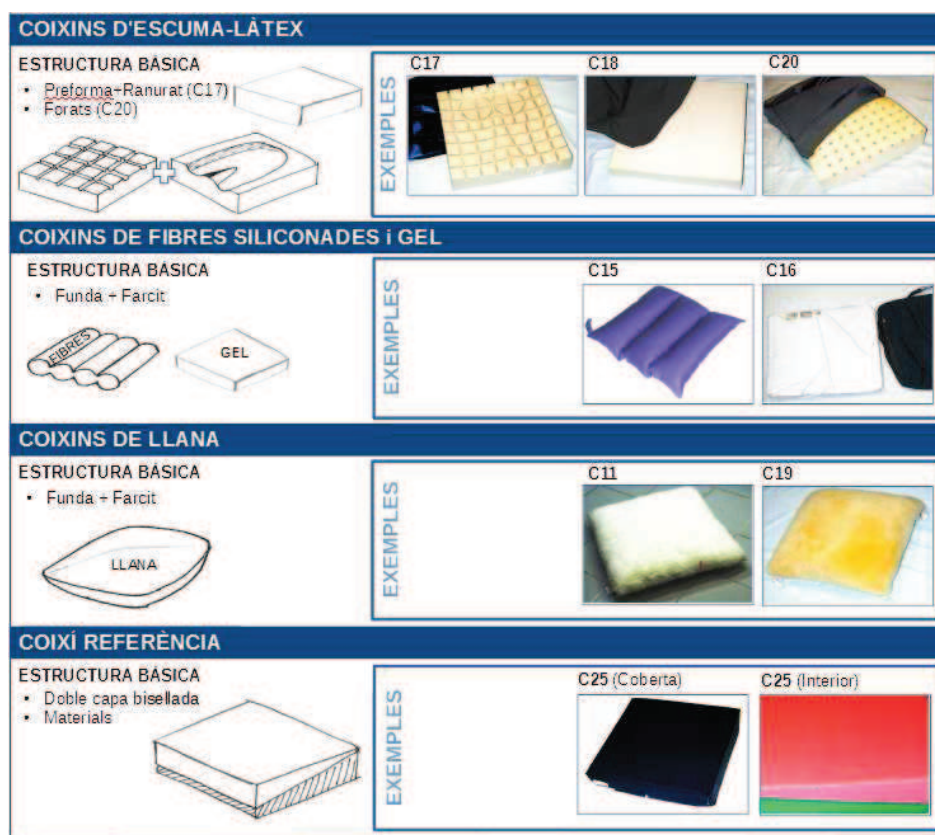 COIXINS D'ESCUMA-LÀTEX
ESTRUCTURA BÀSICA
• Preforma+Ranurat (C17)
• Forats (C20)
EXEMPLES
C17
C18
C20
COIXINS DE FIBRES SILICONADES i GEL
ESTRUCTURA BÀSICA
• Funda + Farcit
FIBRES
GEL
EXEMPLES
C15
C16
COIXINS DE LLANA
ESTRUCTURA BÀSICA
• Funda + Farcit
LLANA
EXEMPLES
C11
C19
COIXÍ REFERÈNCIA
ESTRUCTURA BÀSICA
• Doble capa bisellada
• Materials
EXEMPLES
C25 (Coberta)
C25 (Interior)